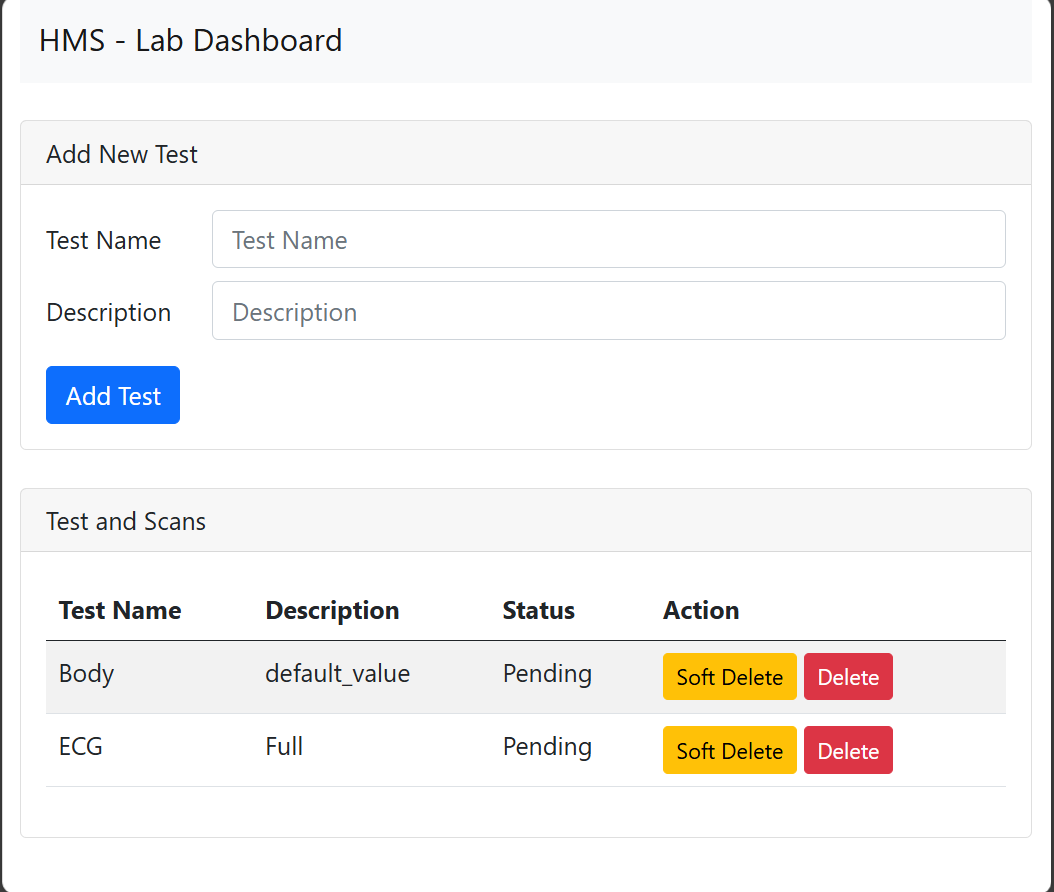 HMS - Lab Dashboard
Add New Test
Test Name Test Name
Description Description
Add Test
Test and Scans
Test Name Description Status Action
Body default_value Pending Soft Delete Delete
ECG Full Pending Soft Delete Delete